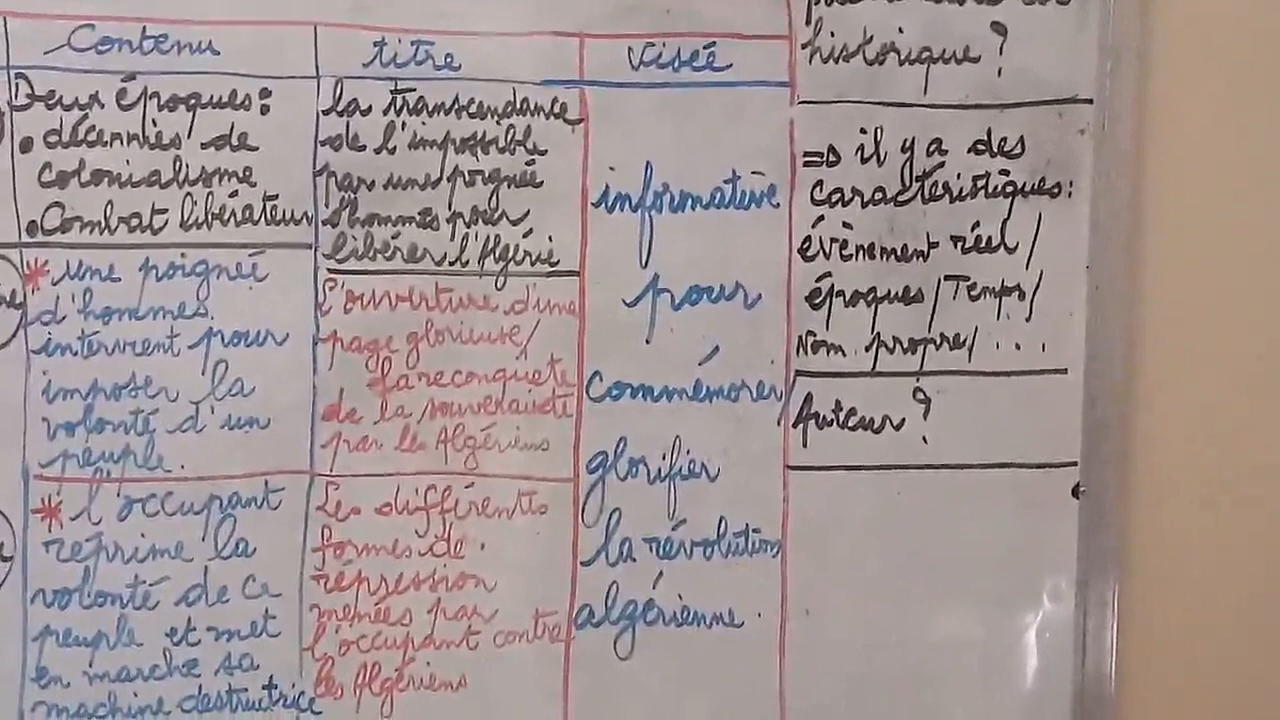 Contenu
titre
visée
Deux époques:
• décennies de
colonialisme
• Combat libérateur
la transcendance
de l'impossible
par une poignée
d'hommes pour
libérer l'Algérie
* une poignée
d'hommes
intervient pour
imposer la
volonté d'un
peuple.
L'ouverture d'une
page glorieuse/
la reconquête
de la souveraineté
par les Algériens
* l'occupant
reprime la
volonté de ce
peuple et met
en marche sa
machine destructrice
Les différentes
formes de
répression
menées par
l'occupant contre
les Algériens
informative
pour
commémorer/
glorifier
la révolution
algérienne.
historique?
=> il y a des
caractéristiques:
évènement réel/
époques/Temps/
Nom propre/...
Auteur?